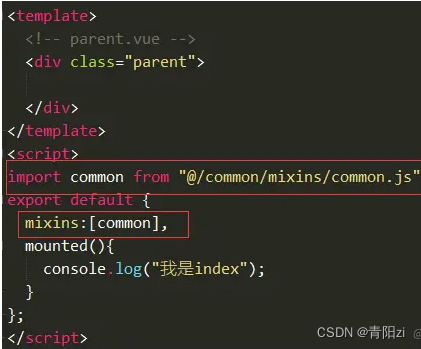 <template>
<!-- parent.vue -->
<div class="parent">
</div>
</template>
<script>
import common from "@/common/mixins/common.js"
export default {
mixins:[common],
mounted(){
console.log("我是index");
}
};
</script>
CSDN @青阳zi